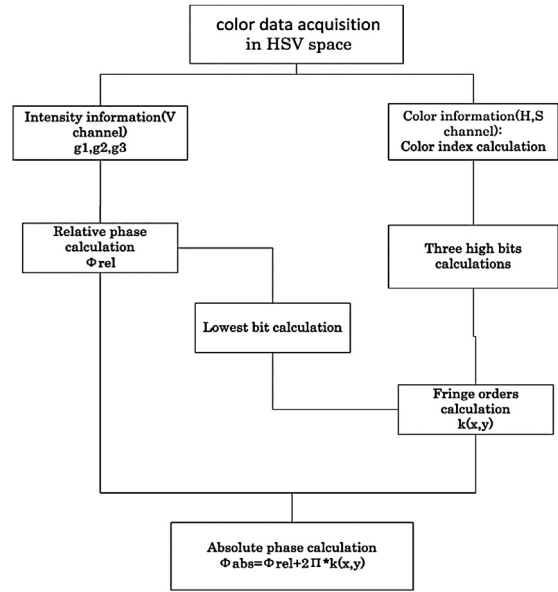 color data acquisition
in HSV space
Intensity information(V
channel)
g1,g2,g3
Color information(H,S
channel):
Color index calculation
Relative phase
calculation
Φrel
Three high bits
calculations
Lowest bit calculation
Fringe orders
calculation
k(x,y)
Absolute phase calculation
Φabs=Φrel+2Π*k(x,y)